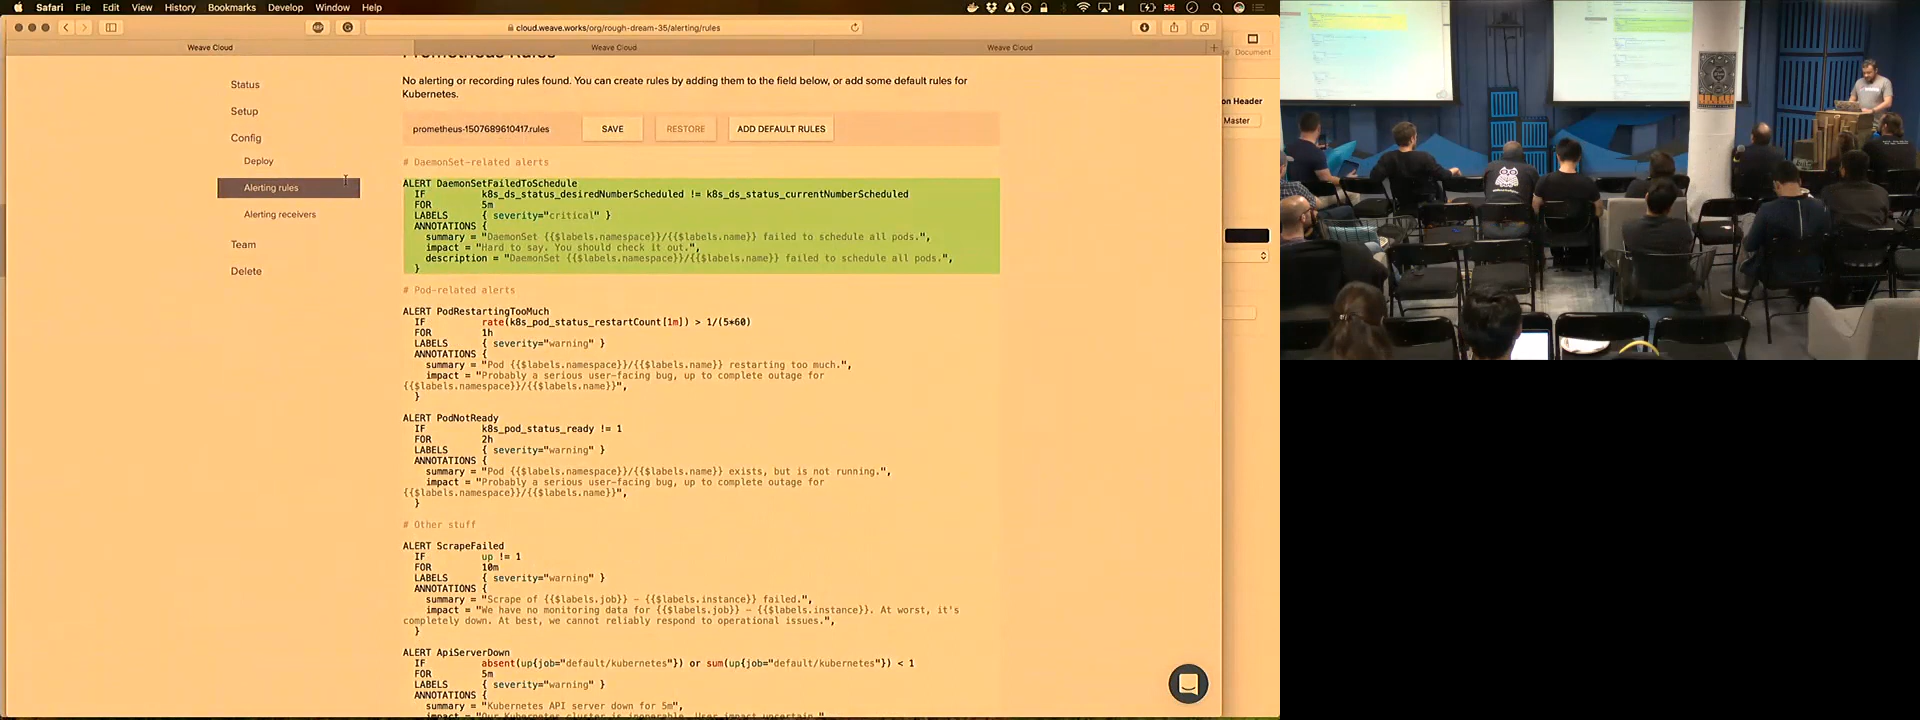 Safari File Edit View History Bookmarks Develop Window Help
cloud.weave.works/org/rough-dream-35/alerting/rules
Weave Cloud
Weave Cloud
Weave Cloud
Document
Status
Setup
Config
Deploy
Alerting rules
Alerting receivers
Team
Delete
Prometheus Rules
No alerting or recording rules found. You can create rules by adding them to the field below, or add some default rules for
Kubernetes.
prometheus-1507689610417.rules SAVE RESTORE ADD DEFAULT RULES
# DaemonSet-related alerts
ALERT DaemonSetFailedToSchedule
IF k8s_ds_status_desiredNumberScheduled != k8s_ds_status_currentNumberScheduled
FOR 5m
LABELS { severity="critical" }
ANNOTATIONS {
summary = "DaemonSet {{$labels.namespace}}/{{$labels.name}} failed to schedule all pods.",
impact = "Hard to say. You should check it out.",
description = "DaemonSet {{$labels.namespace}}/{{$labels.name}} failed to schedule all pods.",
}
# Pod-related alerts
ALERT PodRestartingTooMuch
IF rate(k8s_pod_status_restartCount[1m]) > 1/(5*60)
FOR 1h
LABELS { severity="warning" }
ANNOTATIONS {
summary = "Pod {{$labels.namespace}}/{{$labels.name}} restarting too much.",
impact = "Probably a serious user-facing bug, up to complete outage for
{{$labels.namespace}}/{{$labels.name}}",
}
ALERT PodNotReady
IF k8s_pod_status_ready != 1
FOR 2h
LABELS { severity="warning" }
ANNOTATIONS {
summary = "Pod {{$labels.namespace}}/{{$labels.name}} exists, but is not running.",
impact = "Probably a serious user-facing bug, up to complete outage for
{{$labels.namespace}}/{{$labels.name}}",
}
# Other stuff
ALERT ScrapeFailed
IF up != 1
FOR 10m
LABELS { severity="warning" }
ANNOTATIONS {
summary = "Scrape of {{$labels.job}} - {{$labels.instance}} failed.",
impact = "We have no monitoring data for {{$labels.job}} - {{$labels.instance}}. At worst, it's
completely down. At best, we cannot reliably respond to operational issues.",
}
ALERT ApiServerDown
IF absent(up{job="default/kubernetes"}) or sum(up{job="default/kubernetes"}) < 1
FOR 5m
LABELS { severity="warning" }
ANNOTATIONS {
summary = "Kubernetes API server down for 5m"
impact = "Our Kubernetes cluster is inoperable. User impact uncertain."
on Header
Master